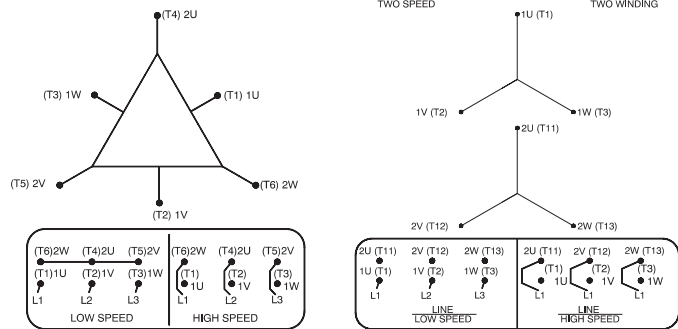 (T4) 2U
(T3) 1W
(T1) 1U
(T5) 2V
(T6) 2W
(T2) 1V
(T6)2W (T4)2U (T5)2V
(T1)1U (T2)1V (T3)1W
L1 L2 L3
LOW SPEED
(T6)2W (T4)2U (T5)2V
(T1) (T2) (T3)
1U 1V 1W
L1 L2 L3
HIGH SPEED
TWO SPEED TWO WINDING
1U (T1)
1V (T2) 1W (T3)
2U (T11)
2V (T12) 2W (T13)
2U (T11) 2V (T12) 2W (T13)
1U (T1) 1V (T2) 1W (T3)
L1 L2 L3
LINE
LOW SPEED
2U (T11) 2V (T12) 2W (T13)
(T1) (T2) (T3)
1U 1V 1W
L1 L1 L1
LINE
HIGH SPEED